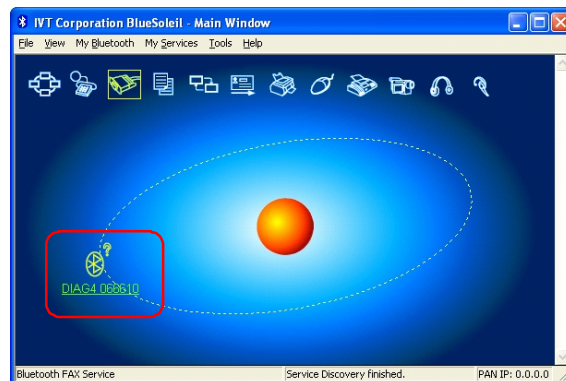 IVT Corporation BlueSoleil - Main Window
File View My Bluetooth My Services Tools Help
?
DIAG4 066610
Bluetooth FAX Service Service Discovery finished. PAN IP: 0.0.0.0